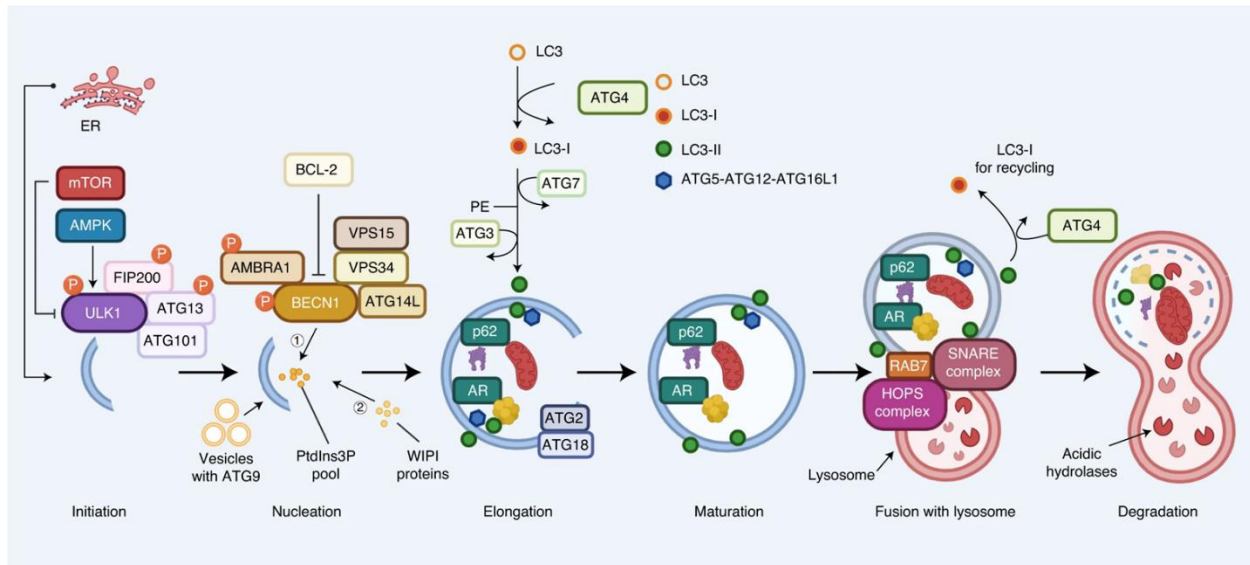 ER
mTOR
AMPK
P
FIP200
P
ULK1
P
ATG13
ATG101
Initiation
BCL-2
P
AMBRA1
VPS15
VPS34
P
BECN1
ATG14L
①
②
Vesicles
with ATG9
PtdIns3P
pool
WIPI
proteins
Nucleation
LC3
ATG4
LC3-I
ATG7
PE
ATG3
LC3
LC3-I
LC3-II
ATG5-ATG12-ATG16L1
p62
AR
ATG2
ATG18
Elongation
p62
AR
Maturation
LC3-I
for recycling
ATG4
p62
AR
RAB7
SNARE
complex
HOPS
complex
Lysosome
Fusion with lysosome
Acidic
hydrolases
Degradation